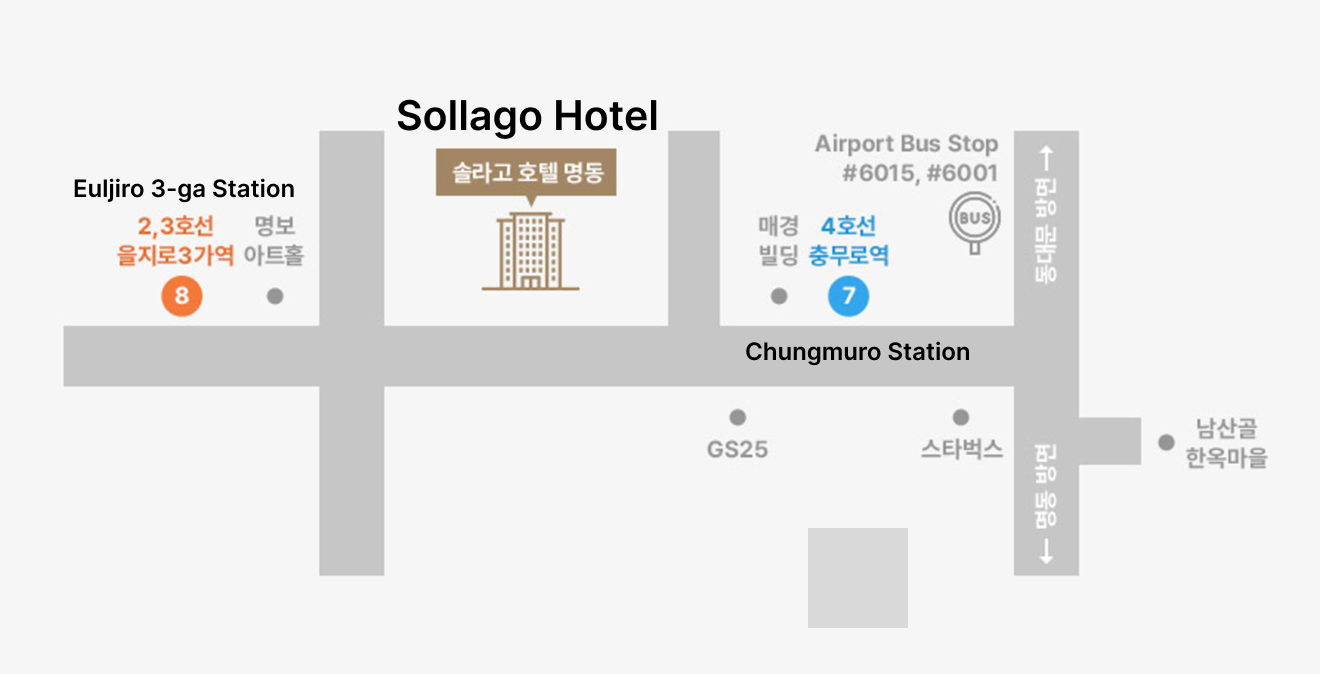 Sollago Hotel
솔라고 호텔 명동
Euljiro 3-ga Station
2,3호선
을지로3가역
8
명보
아트홀
Airport Bus Stop
#6015, #6001
BUS
매경
빌딩
4호선
충무로역
7
동대문 방면 →
Chungmuro Station
GS25
스타벅스
← 명동 방면
남산골
한옥마을